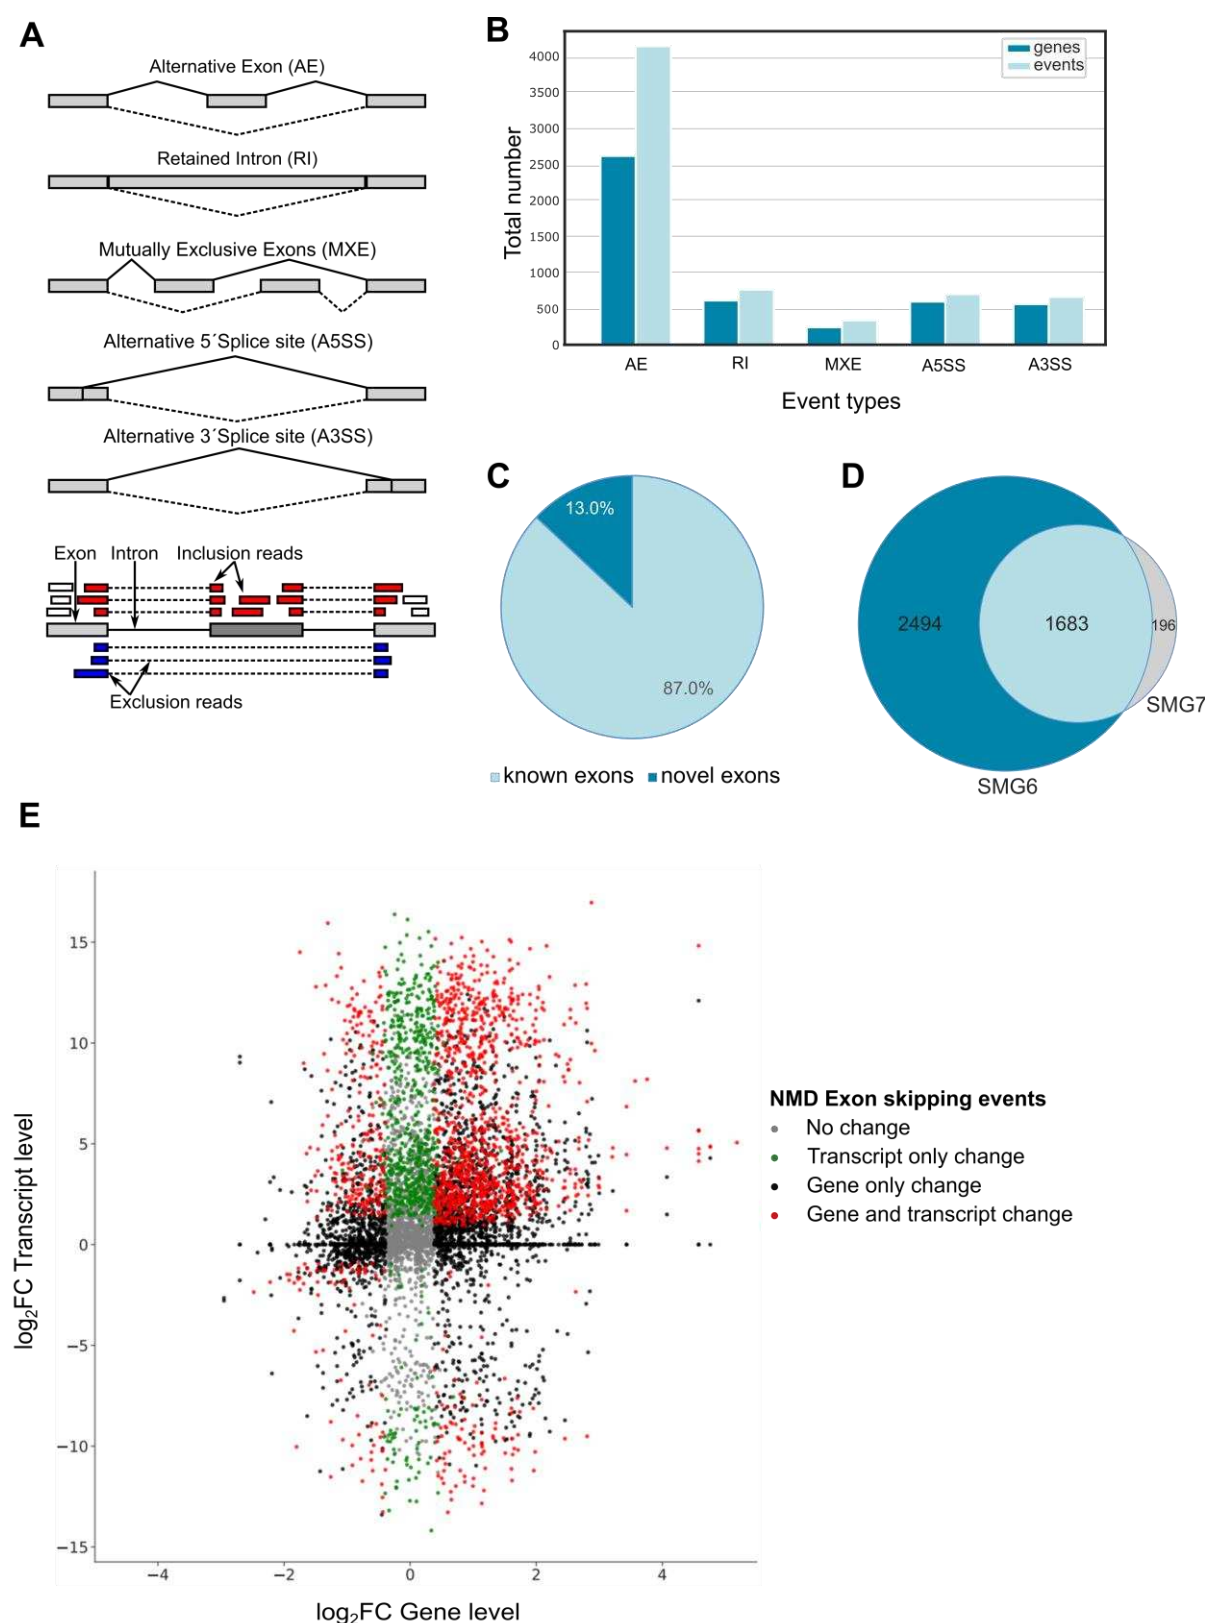 A
Alternative Exon (AE)
Retained Intron (RI)
Mutually Exclusive Exons (MXE)
Alternative 5´Splice site (A5SS)
Alternative 3´Splice site (A3SS)
Exon Intron Inclusion reads
Exclusion reads
B
genes
events
4000
3500
3000
2500
2000
1500
1000
500
0
Total number
AE RI MXE A5SS A3SS
Event types
C
13.0%
87.0%
known exons novel exons
D
2494 1683 196
SMG7
SMG6
E
15
10
5
0
−5
−10
−15
log₂FC Transcript level
−4 −2 0 2 4
log₂FC Gene level
NMD Exon skipping events
No change
Transcript only change
Gene only change
Gene and transcript change